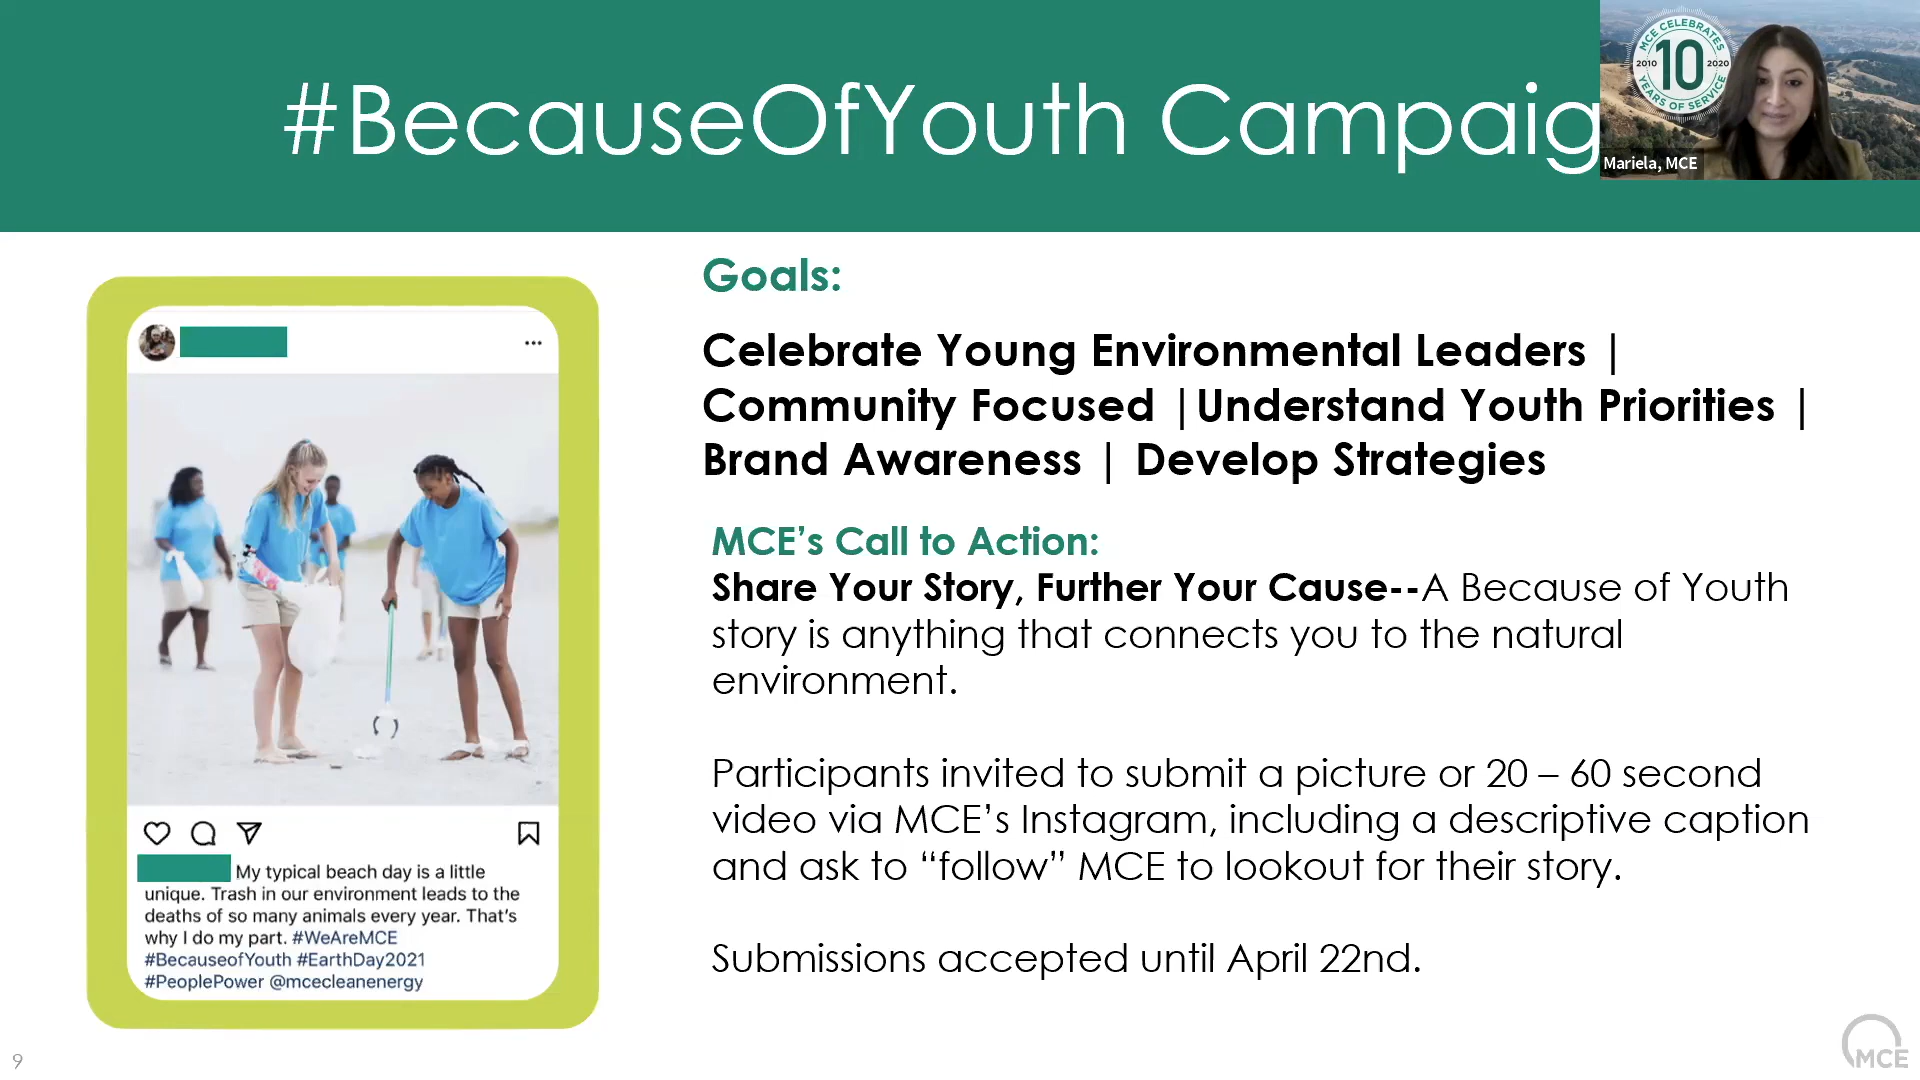 #BecauseOfYouth Campaig
MCE CELEBRATES
2010 10 2020
YEARS OF SERVICE
Mariela, MCE
Goals:
Celebrate Young Environmental Leaders |
Community Focused |Understand Youth Priorities |
Brand Awareness | Develop Strategies
MCE’s Call to Action:
Share Your Story, Further Your Cause--A Because of Youth
story is anything that connects you to the natural
environment.
Participants invited to submit a picture or 20 – 60 second
video via MCE’s Instagram, including a descriptive caption
and ask to “follow” MCE to lookout for their story.
Submissions accepted until April 22nd.
My typical beach day is a little
unique. Trash in our environment leads to the
deaths of so many animals every year. That’s
why I do my part. #WeAreMCE
#BecauseofYouth #EarthDay2021
#PeoplePower @mcecleanenergy
9
MCE